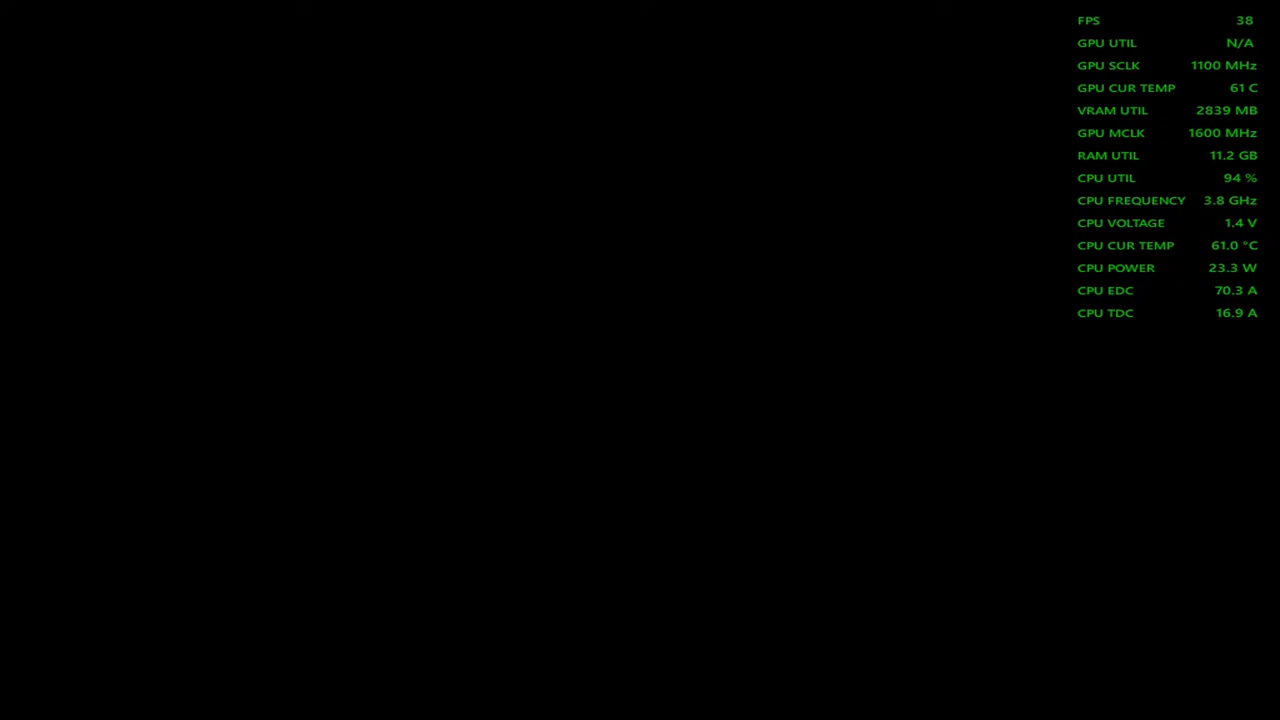 FPS 38
GPU UTIL N/A
GPU SCLK 1100 MHz
GPU CUR TEMP 61 C
VRAM UTIL 2839 MB
GPU MCLK 1600 MHz
RAM UTIL 11.2 GB
CPU UTIL 94 %
CPU FREQUENCY 3.8 GHz
CPU VOLTAGE 1.4 V
CPU CUR TEMP 61.0 °C
CPU POWER 23.3 W
CPU EDC 70.3 A
CPU TDC 16.9 A